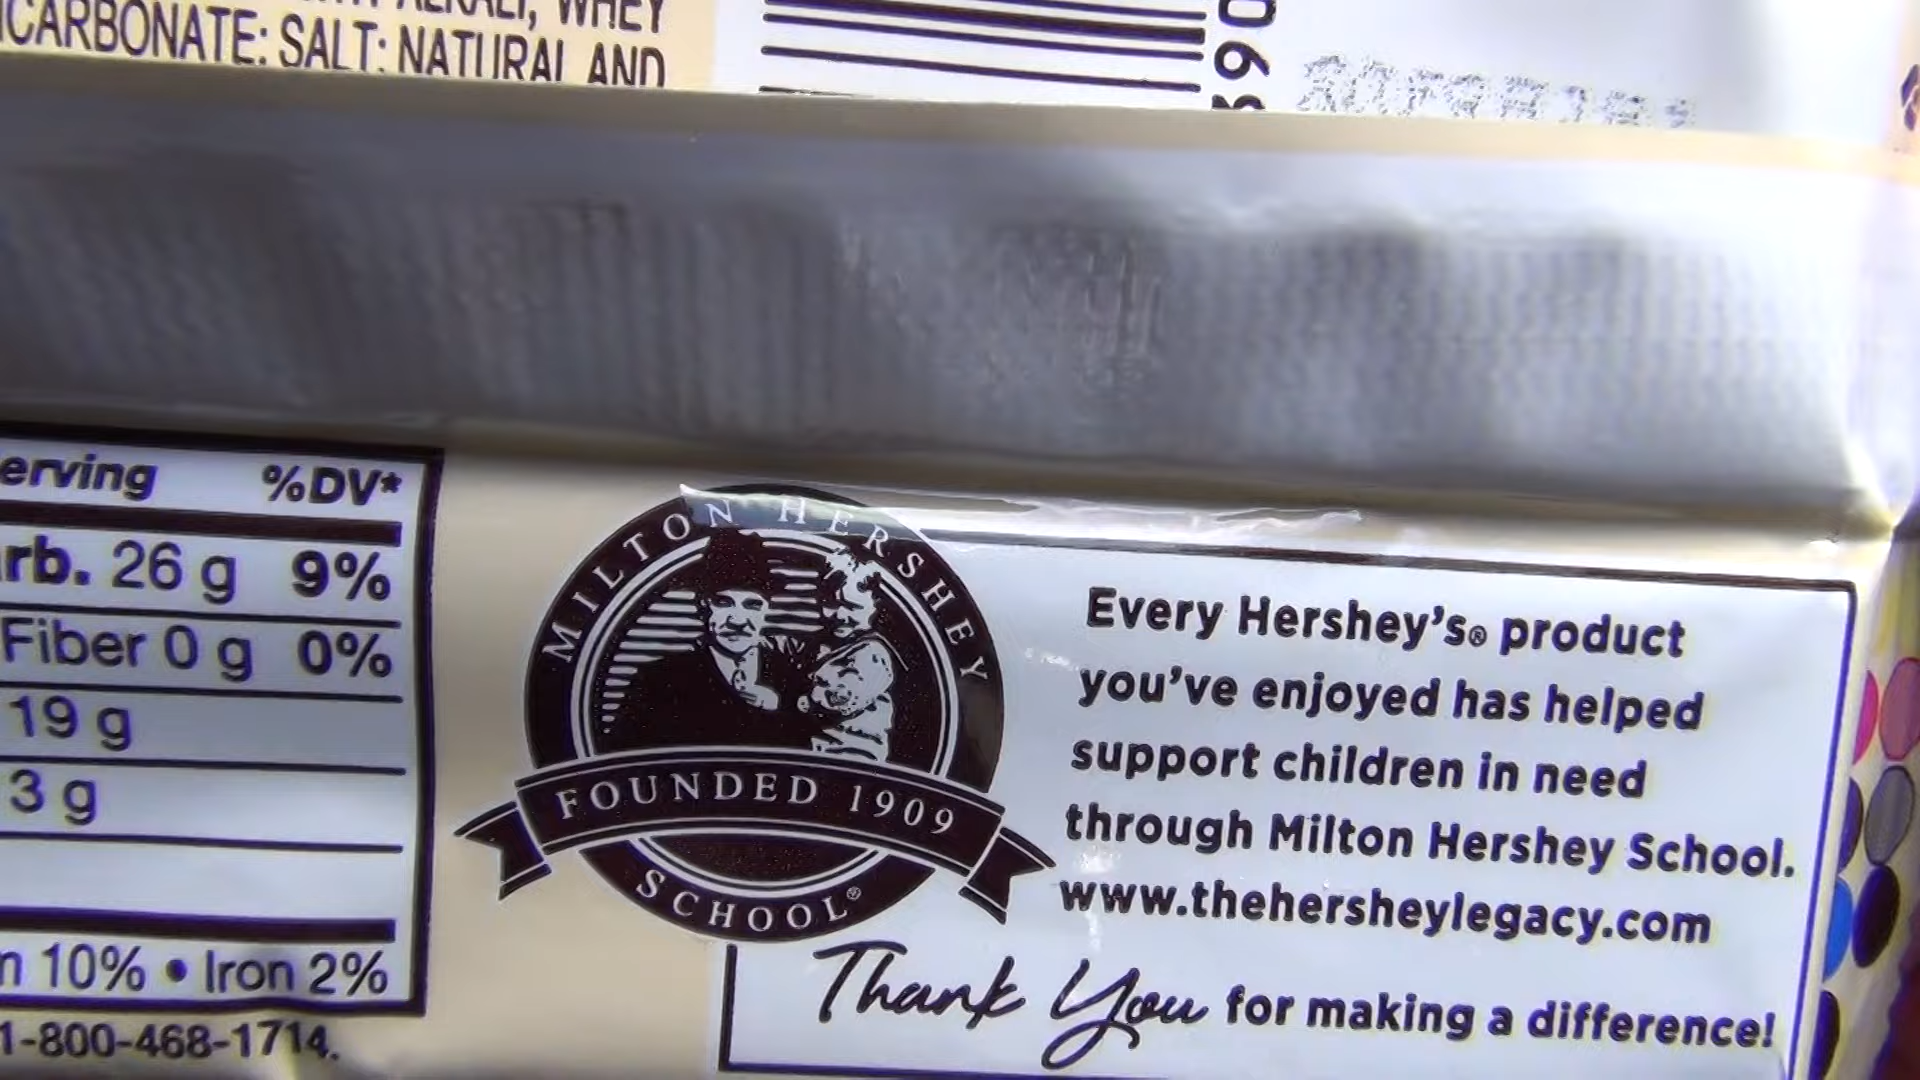 ALKALI, WHEY
CARBONATE; SALT; NATURAL AND
06
erving %DV*
rb. 26 g 9%
Fiber 0 g 0%
19 g
3 g
n 10% • Iron 2%
1-800-468-1714.
MILTON HERSHEY
FOUNDED 1909
SCHOOL®
Every Hershey's® product
you've enjoyed has helped
support children in need
through Milton Hershey School.
www.thehersheylegacy.com
Thank You for making a difference!